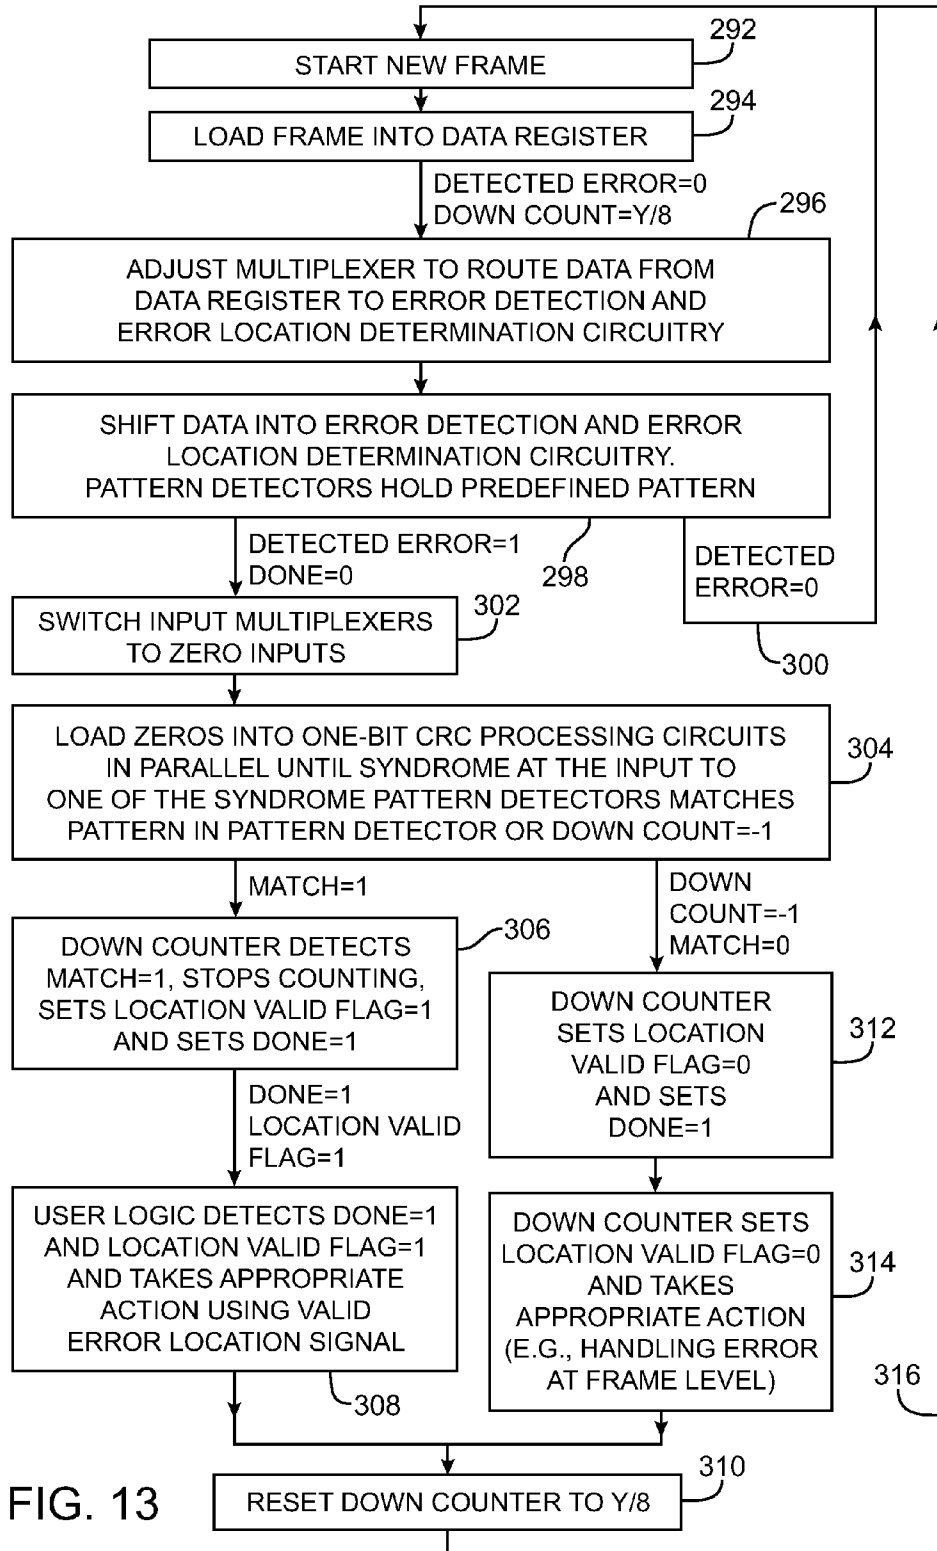 292
START NEW FRAME
294
LOAD FRAME INTO DATA REGISTER
DETECTED ERROR=0
DOWN COUNT=Y/8
296
ADJUST MULTIPLEXER TO ROUTE DATA FROM
DATA REGISTER TO ERROR DETECTION AND
ERROR LOCATION DETERMINATION CIRCUITRY
SHIFT DATA INTO ERROR DETECTION AND ERROR
LOCATION DETERMINATION CIRCUITRY.
PATTERN DETECTORS HOLD PREDEFINED PATTERN
DETECTED ERROR=1
DONE=0
298
DETECTED
ERROR=0
300
302
SWITCH INPUT MULTIPLEXERS
TO ZERO INPUTS
304
LOAD ZEROS INTO ONE-BIT CRC PROCESSING CIRCUITS
IN PARALLEL UNTIL SYNDROME AT THE INPUT TO
ONE OF THE SYNDROME PATTERN DETECTORS MATCHES
PATTERN IN PATTERN DETECTOR OR DOWN COUNT=-1
MATCH=1
DOWN
COUNT=-1
MATCH=0
306
DOWN COUNTER DETECTS
MATCH=1, STOPS COUNTING,
SETS LOCATION VALID FLAG=1
AND SETS DONE=1
312
DOWN COUNTER
SETS LOCATION
VALID FLAG=0
AND SETS
DONE=1
DONE=1
LOCATION VALID
FLAG=1
USER LOGIC DETECTS DONE=1
AND LOCATION VALID FLAG=1
AND TAKES APPROPRIATE
ACTION USING VALID
ERROR LOCATION SIGNAL
308
DOWN COUNTER SETS
LOCATION VALID FLAG=0
AND TAKES
APPROPRIATE ACTION
(E.G., HANDLING ERROR
AT FRAME LEVEL)
314
316
310
RESET DOWN COUNTER TO Y/8
FIG. 13